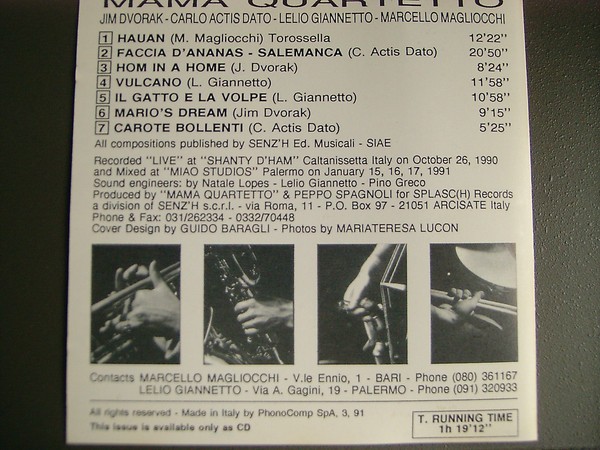 MAMA QUARTETTO
JIM DVORAK - CARLO ACTIS DATO - LELIO GIANNETTO - MARCELLO MAGLIOCCHI
1 HAUAN (M. Magliocchi) Torossella 12'22"
2 FACCIA D'ANANAS - SALEMANCA (C. Actis Dato) 20'50"
3 HOM IN A HOME (J. Dvorak) 8'24"
4 VULCANO (L. Giannetto) 11'58"
5 IL GATTO E LA VOLPE (L. Giannetto) 10'58"
6 MARIO'S DREAM (Jim Dvorak) 9'15"
7 CAROTE BOLLENTI (C. Actis Dato) 5'25"
All compositions published by SENZ'H Ed. Musicali - SIAE
Recorded "LIVE" at "SHANTY D'HAM" Caltanissetta Italy on October 26, 1990
and Mixed at "MIAO STUDIOS" Palermo on January 15, 16, 17, 1991
Sound engineers: by Natale Lopes - Lelio Giannetto - Pino Greco
Produced by "MAMA QUARTETTO" & PEPPO SPAGNOLI for SPLASC(H) Records
a division of SENZ'H s.c.r.l. - via Roma, 11 - P.O. Box 97 - 21051 ARCISATE Italy
Phone & Fax: 031/262334 - 0332/70448
Cover Design by GUIDO BARAGLI - Photos by MARIATERESA LUCON
Contacts MARCELLO MAGLIOCCHI - V.le Ennio, 1 - BARI - Phone (080) 361167
LELIO GIANNETTO - Via A. Gagini, 19 - PALERMO - Phone (091) 320933
All rights reserved - Made in Italy by PhonoComp SpA, 3, 91
This issue is available only as CD
T. RUNNING TIME
1h 19'12"